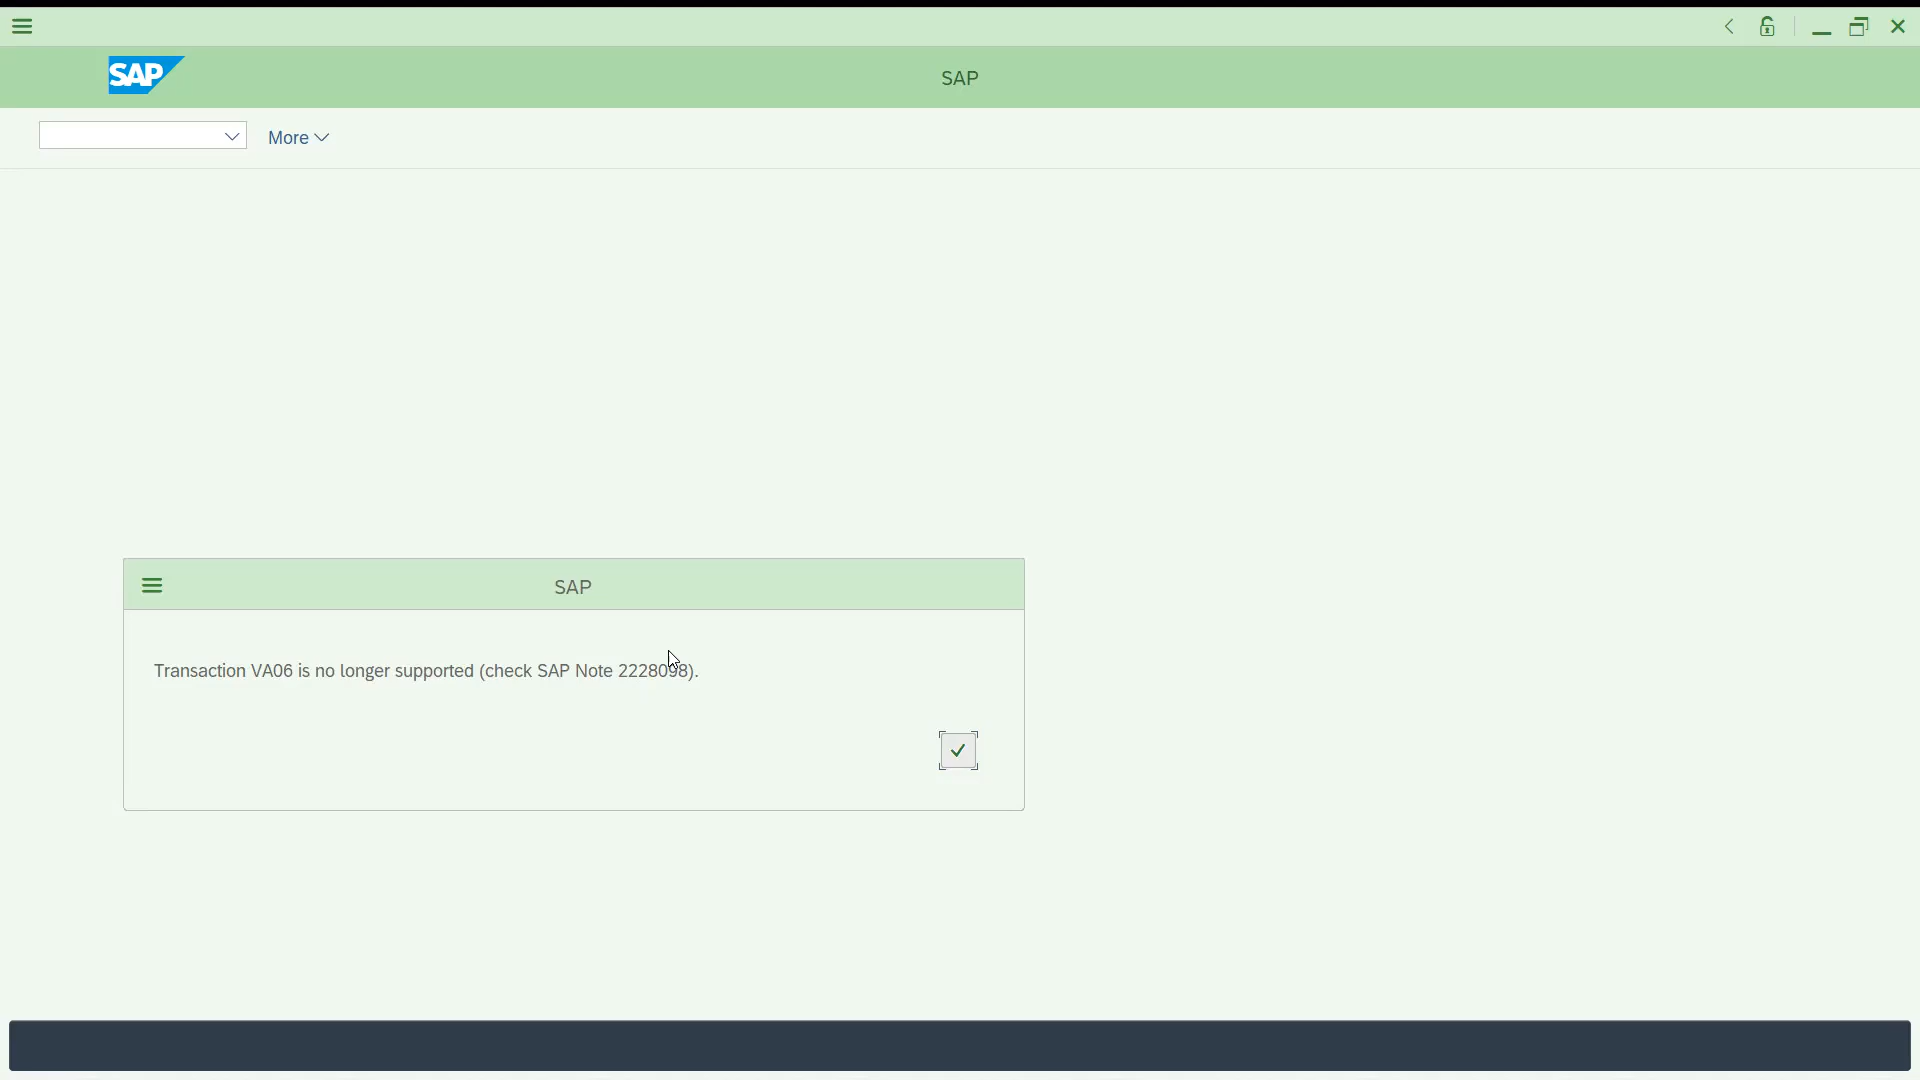 SAP
SAP
More
SAP
Transaction VA06 is no longer supported (check SAP Note 2228098).